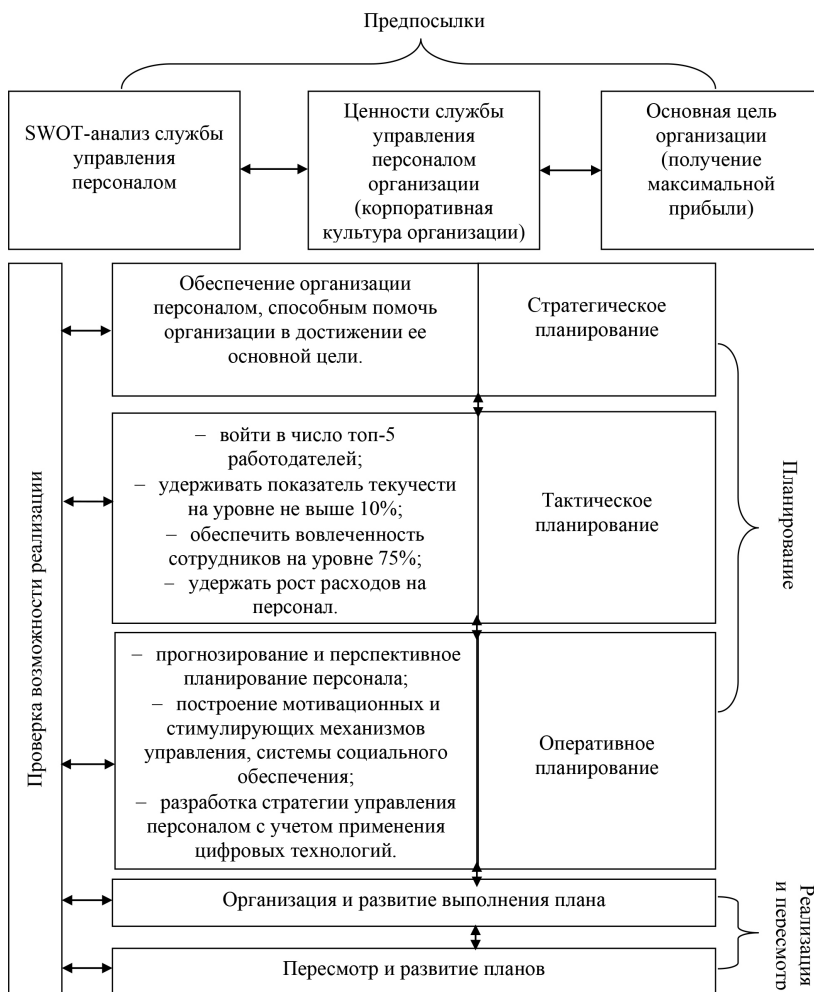 Предпосылки
SWOT-анализ службы
управления
персоналом
Ценности службы
управления
персоналом
организации
(корпоративная
культура организации)
Основная цель
организации
(получение
максимальной
прибыли)
Проверка возможности реализации
Обеспечение организации
персоналом, способным помочь
организации в достижении ее
основной цели.
Стратегическое
планирование
– войти в число топ-5
работодателей;
– удерживать показатель текучести
на уровне не выше 10%;
– обеспечить вовлеченность
сотрудников на уровне 75%;
– удержать рост расходов на
персонал.
Тактическое
планирование
– прогнозирование и перспективное
планирование персонала;
– построение мотивационных и
стимулирующих механизмов
управления, системы социального
обеспечения;
– разработка стратегии управления
персоналом с учетом применения
цифровых технологий.
Оперативное
планирование
Планирование
Организация и развитие выполнения плана
Пересмотр и развитие планов
Реализация
и пересмотр